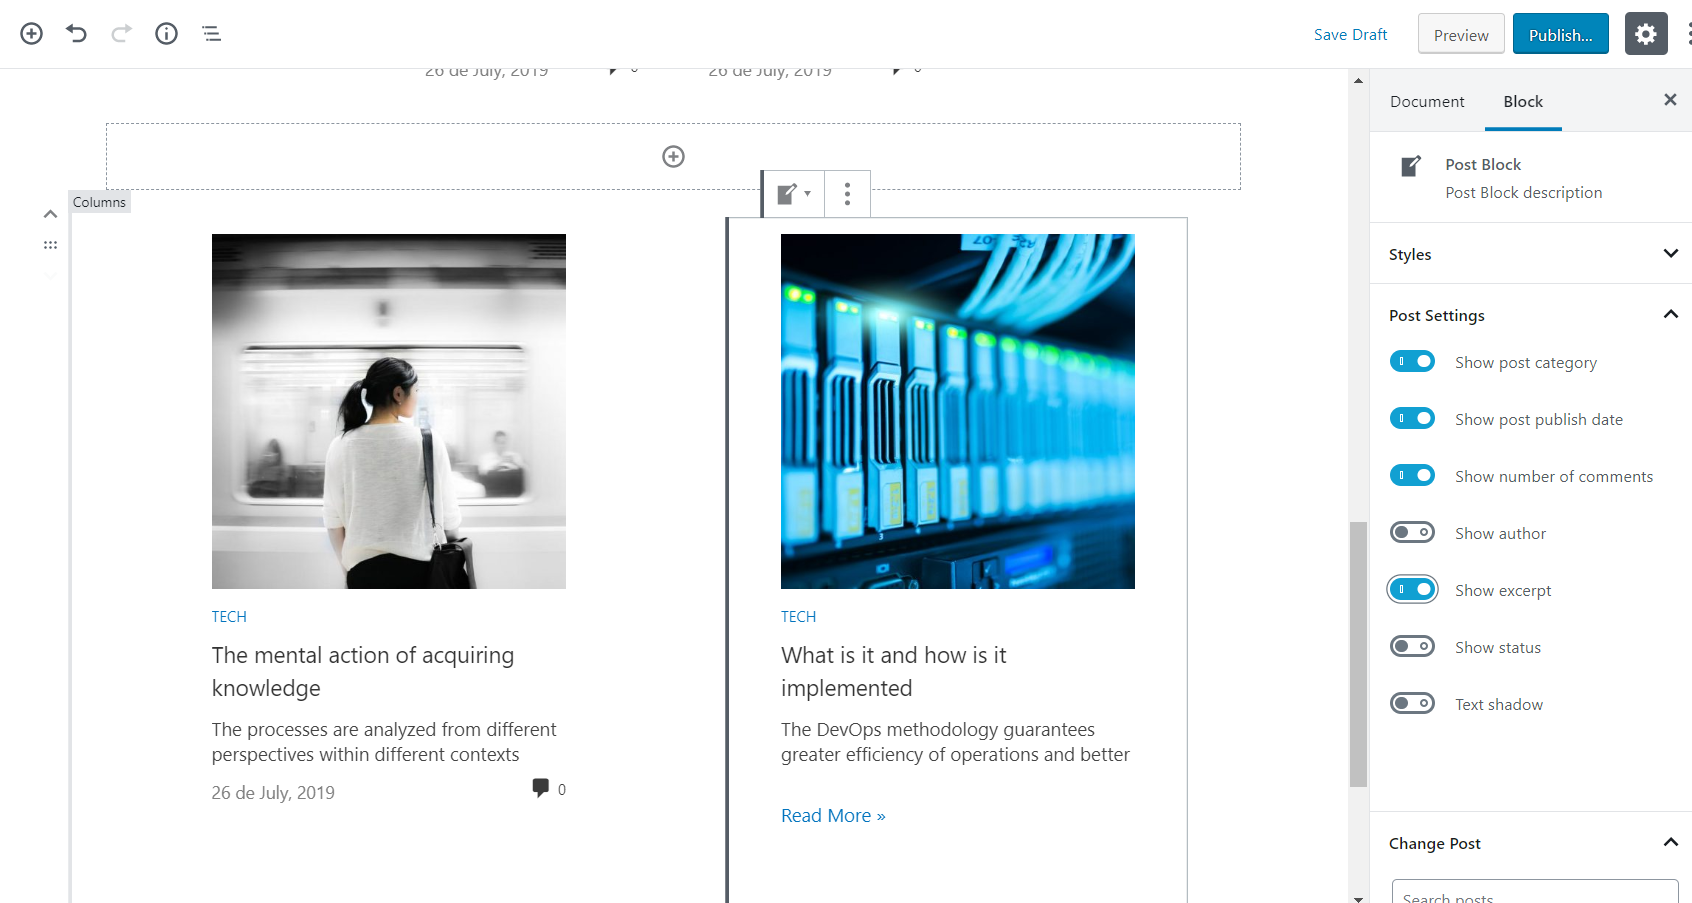 Save Draft
Preview
Publish...
26 de July, 2019
0
26 de July, 2019
0
Document
Block
Post Block
Post Block description
Columns
Styles
Post Settings
Show post category
Show post publish date
Show number of comments
Show author
Show excerpt
Show status
Text shadow
TECH
The mental action of acquiring
knowledge
The processes are analyzed from different
perspectives within different contexts
26 de July, 2019
0
TECH
What is it and how is it
implemented
The DevOps methodology guarantees
greater efficiency of operations and better
Read More »
Change Post
Search posts